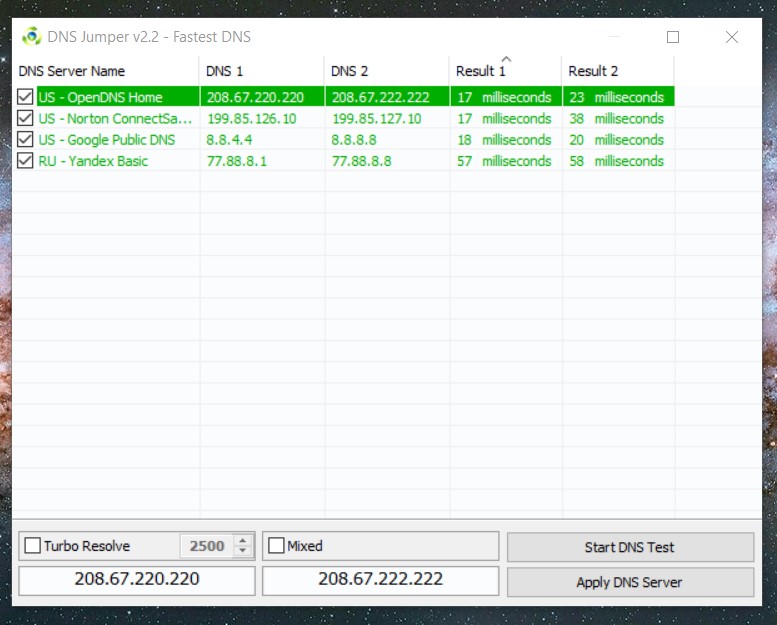 DNS Jumper v2.2 - Fastest DNS
DNS Server Name DNS 1 DNS 2 Result 1 Result 2
US - OpenDNS Home 208.67.220.220 208.67.222.222 17 milliseconds 23 milliseconds
US - Norton ConnectSa... 199.85.126.10 199.85.127.10 17 milliseconds 38 milliseconds
US - Google Public DNS 8.8.4.4 8.8.8.8 18 milliseconds 20 milliseconds
RU - Yandex Basic 77.88.8.1 77.88.8.8 57 milliseconds 58 milliseconds
Turbo Resolve 2500 Mixed Start DNS Test
208.67.220.220 208.67.222.222 Apply DNS Server